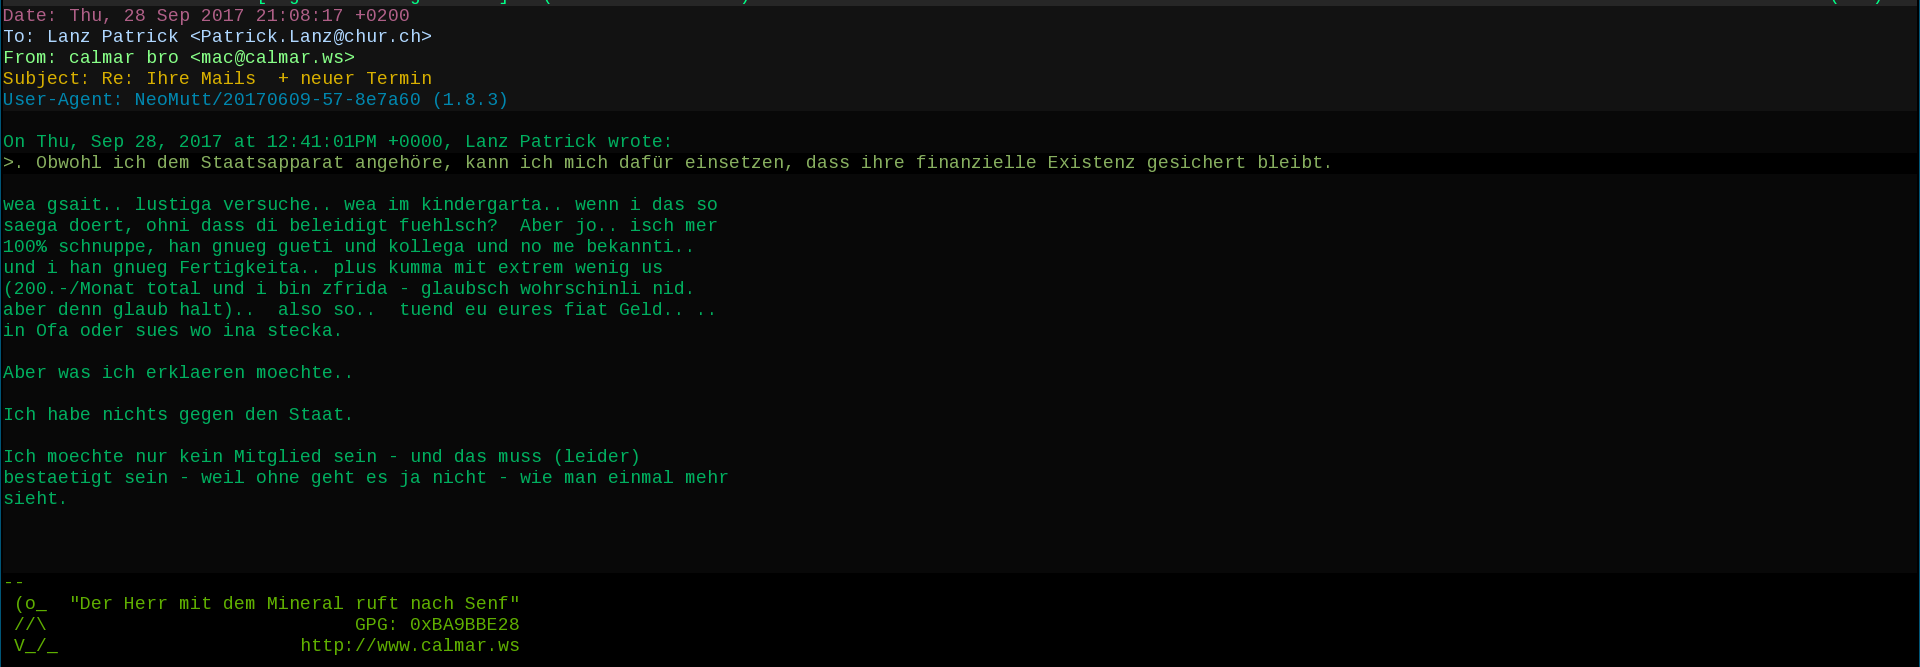 Date: Thu, 28 Sep 2017 21:08:17 +0200
To: Lanz Patrick <Patrick.Lanz@chur.ch>
From: calmar bro <mac@calmar.ws>
Subject: Re: Ihre Mails  + neuer Termin
User-Agent: NeoMutt/20170609-57-8e7a60 (1.8.3)
On Thu, Sep 28, 2017 at 12:41:01PM +0000, Lanz Patrick wrote:
>. Obwohl ich dem Staatsapparat angehöre, kann ich mich dafür einsetzen, dass ihre finanzielle Existenz gesichert bleibt.
wea gsait.. lustiga versuche.. wea im kindergarta.. wenn i das so
saega doert, ohni dass di beleidigt fuehlsch?  Aber jo.. isch mer
100% schnuppe, han gnueg gueti und kollega und no me bekannti..
und i han gnueg Fertigkeita.. plus kumma mit extrem wenig us
(200.-/Monat total und i bin zfrida - glaubsch wohrschinli nid.
aber denn glaub halt)..  also so..  tuend eu eures fiat Geld.. ..
in Ofa oder sues wo ina stecka.
Aber was ich erklaeren moechte..
Ich habe nichts gegen den Staat.
Ich moechte nur kein Mitglied sein - und das muss (leider)
bestaetigt sein - weil ohne geht es ja nicht - wie man einmal mehr
sieht.
--
(o_  "Der Herr mit dem Mineral ruft nach Senf"
//\                            GPG: 0xBA9BBE28
V_/_                      http://www.calmar.ws